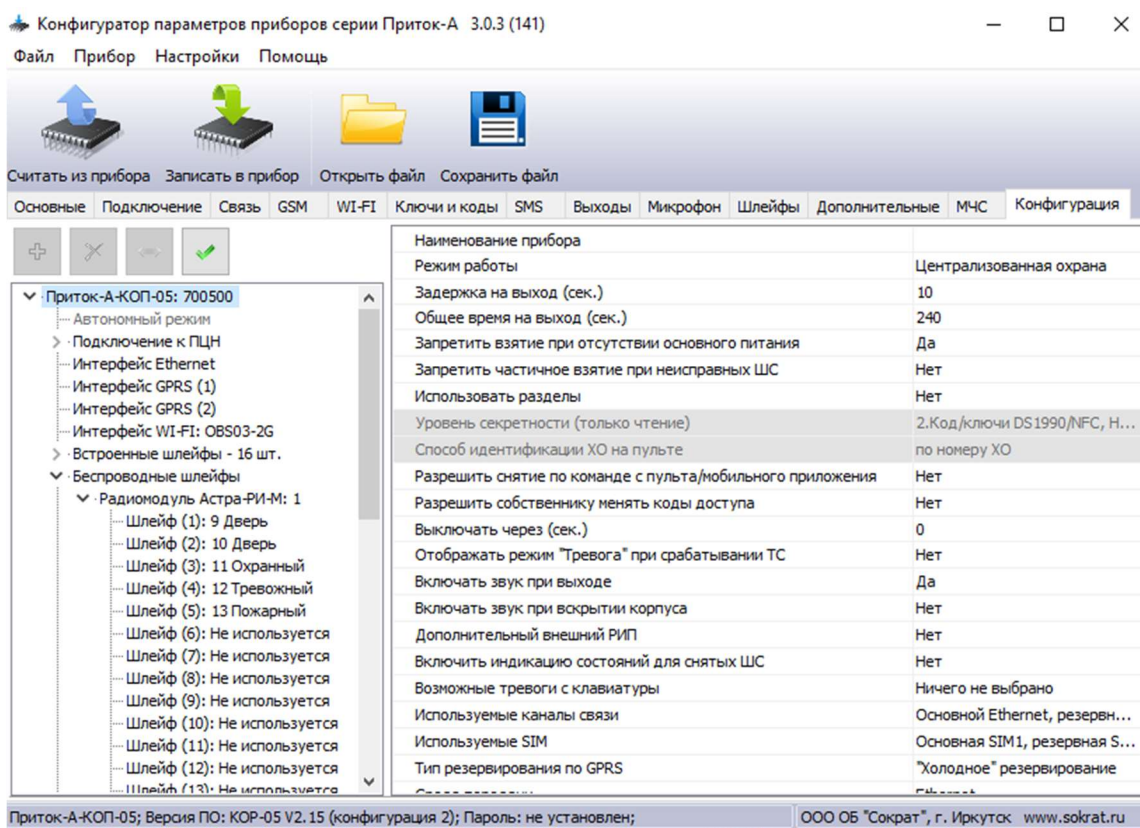 Конфигуратор параметров приборов серии Приток-А 3.0.3 (141)
Файл Прибор Настройки Помощь
Считать из прибора Записать в прибор Открыть файл Сохранить файл
Основные Подключение Связь GSM WI-FI Ключи и коды SMS Выходы Микрофон Шлейфы Дополнительные МЧС Конфигурация
Приток-А-КОП-05: 700500
Автономный режим
Подключение к ПЦН
Интерфейс Ethernet
Интерфейс GPRS (1)
Интерфейс GPRS (2)
Интерфейс WI-FI: OBS03-2G
Встроенные шлейфы - 16 шт.
Беспроводные шлейфы
Радиомодуль Астра-РИ-М: 1
Шлейф (1): 9 Дверь
Шлейф (2): 10 Дверь
Шлейф (3): 11 Охранный
Шлейф (4): 12 Тревожный
Шлейф (5): 13 Пожарный
Шлейф (6): Не используется
Шлейф (7): Не используется
Шлейф (8): Не используется
Шлейф (9): Не используется
Шлейф (10): Не используется
Шлейф (11): Не используется
Шлейф (12): Не используется
Шлейф (13): Не используется
Наименование прибора
Режим работы Централизованная охрана
Задержка на выход (сек.) 10
Общее время на выход (сек.) 240
Запретить взятие при отсутствии основного питания Да
Запретить частичное взятие при неисправных ШС Нет
Использовать разделы Нет
Уровень секретности (только чтение) 2.Код/ключи DS1990/NFC, Н...
Способ идентификации ХО на пульте по номеру ХО
Разрешить снятие по команде с пульта/мобильного приложения Нет
Разрешить собственнику менять коды доступа Нет
Выключать через (сек.) 0
Отображать режим "Тревога" при срабатывании ТС Нет
Включать звук при выходе Да
Включать звук при вскрытии корпуса Нет
Дополнительный внешний РИП Нет
Включить индикацию состояний для снятых ШС Нет
Возможные тревоги с клавиатуры Ничего не выбрано
Используемые каналы связи Основной Ethernet, резервн...
Используемые SIM Основная SIM1, резервная S...
Тип резервирования по GPRS "Холодное" резервирование
Приток-А-КОП-05; Версия ПО: КОР-05 V2.15 (конфигурация 2); Пароль: не установлен; ООО ОБ "Сократ", г. Иркутск www.sokrat.ru